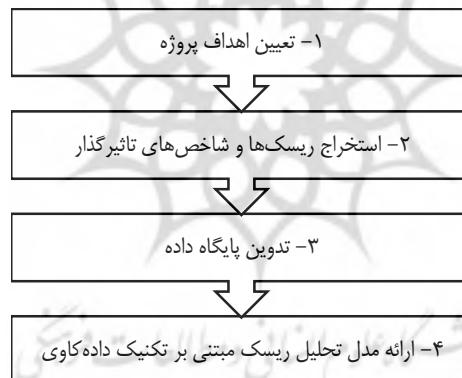 ۱- تعیین اهداف پروژه
۲- استخراج ریسک‌ها و شاخص‌های تاثیرگذار
۳- تدوین پایگاه داده
۴- ارائه مدل تحلیل ریسک مبتنی بر تکنیک داده‌کاوی